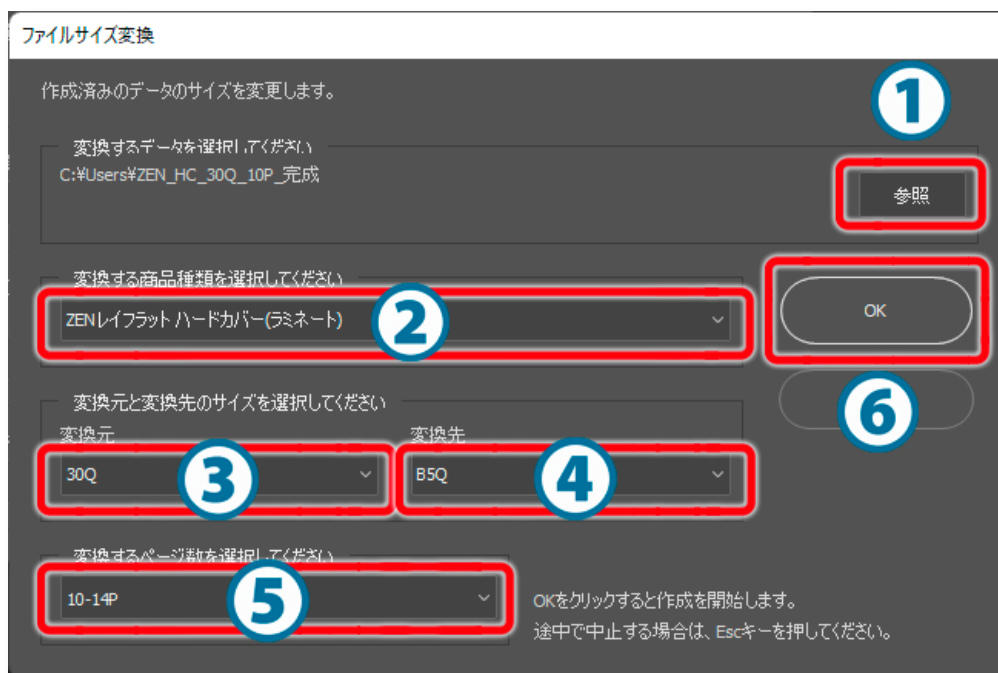 ファイルサイズ変換
作成済みのデータのサイズを変更します。
1
変換するデータを選択してください
C:¥Users¥ZEN_HC_30Q_10P_完成
参照
変換する商品種類を選択してください
ZENレイフラット ハードカバー(ラミネート)
2
OK
変換元と変換先のサイズを選択してください
6
変換元
変換先
30Q
3
B5Q
4
変換するページ数を選択してください
10-14P
5
OKをクリックすると作成を開始します。
途中で中止する場合は、Escキーを押してください。